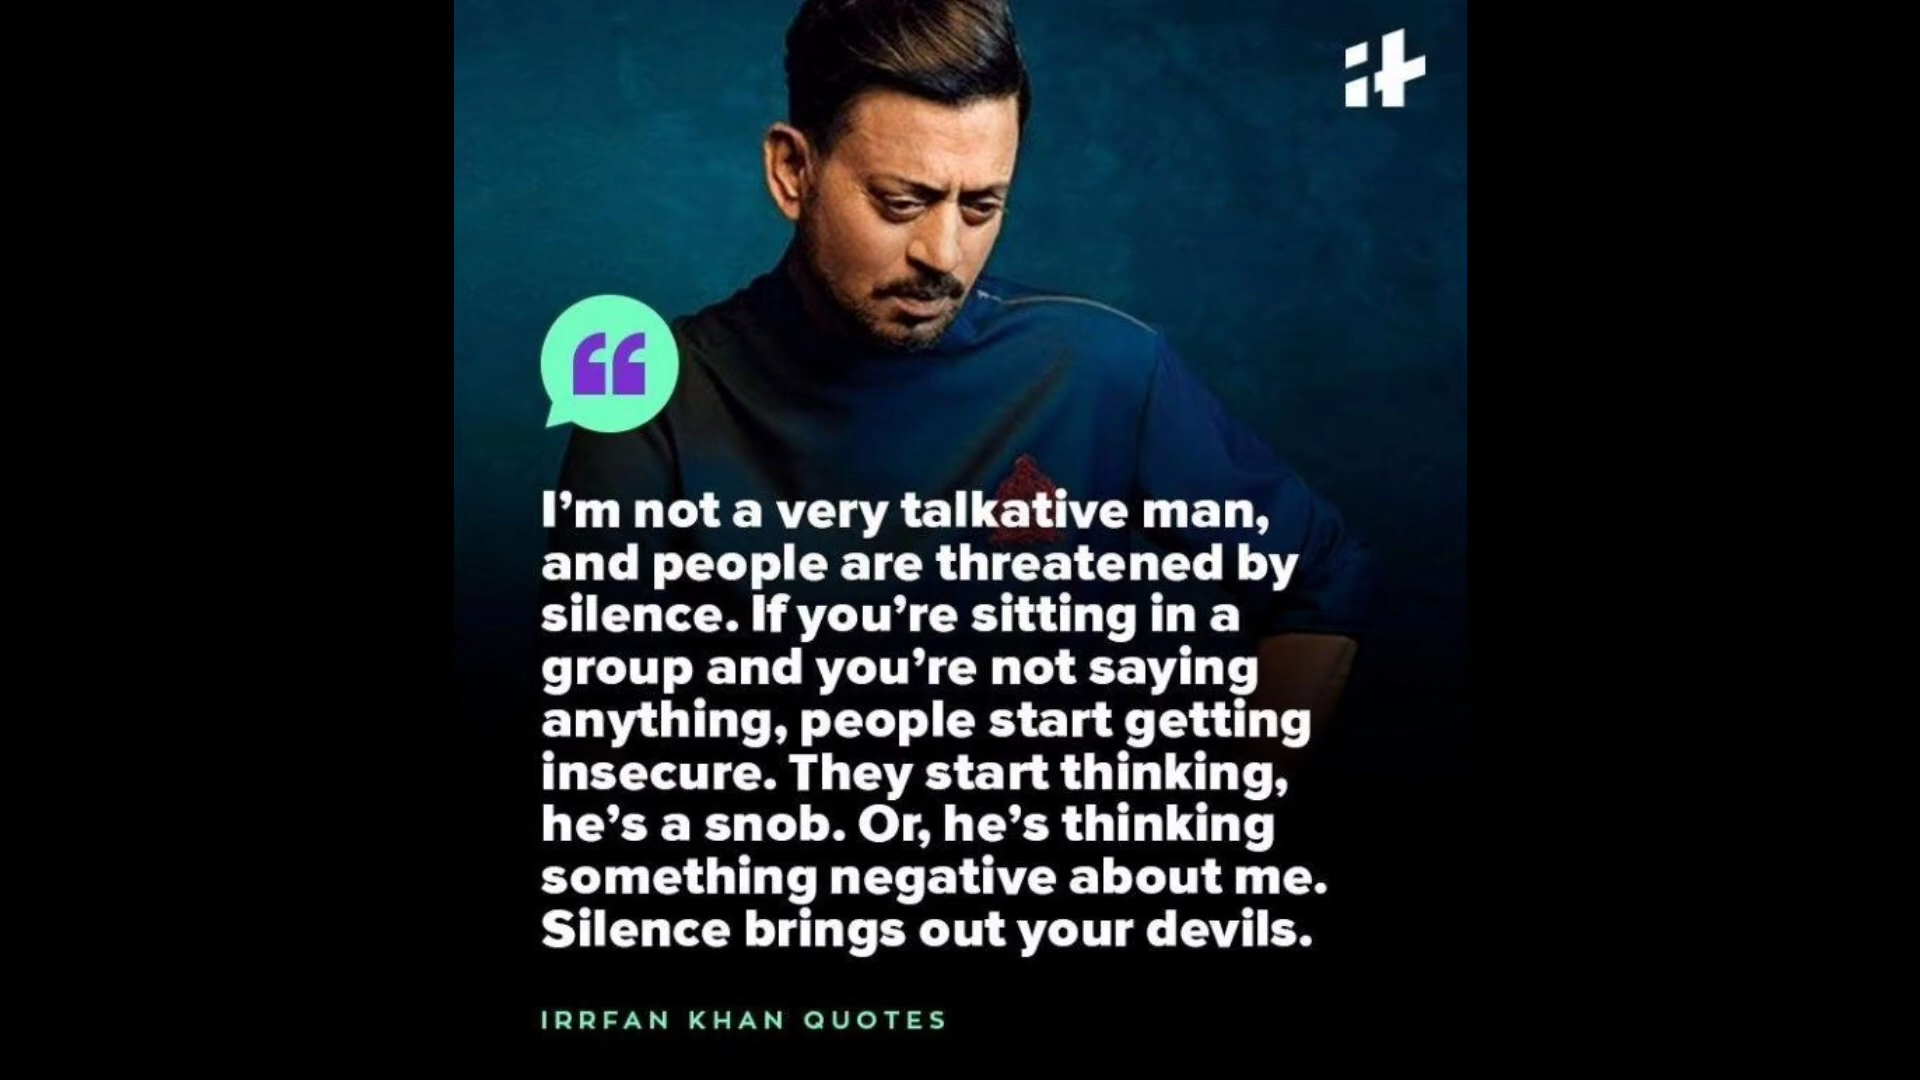 I’m not a very talkative man,
and people are threatened by
silence. If you’re sitting in a
group and you’re not saying
anything, people start getting
insecure. They start thinking,
he’s a snob. Or, he’s thinking
something negative about me.
Silence brings out your devils.
IRRFAN KHAN QUOTES